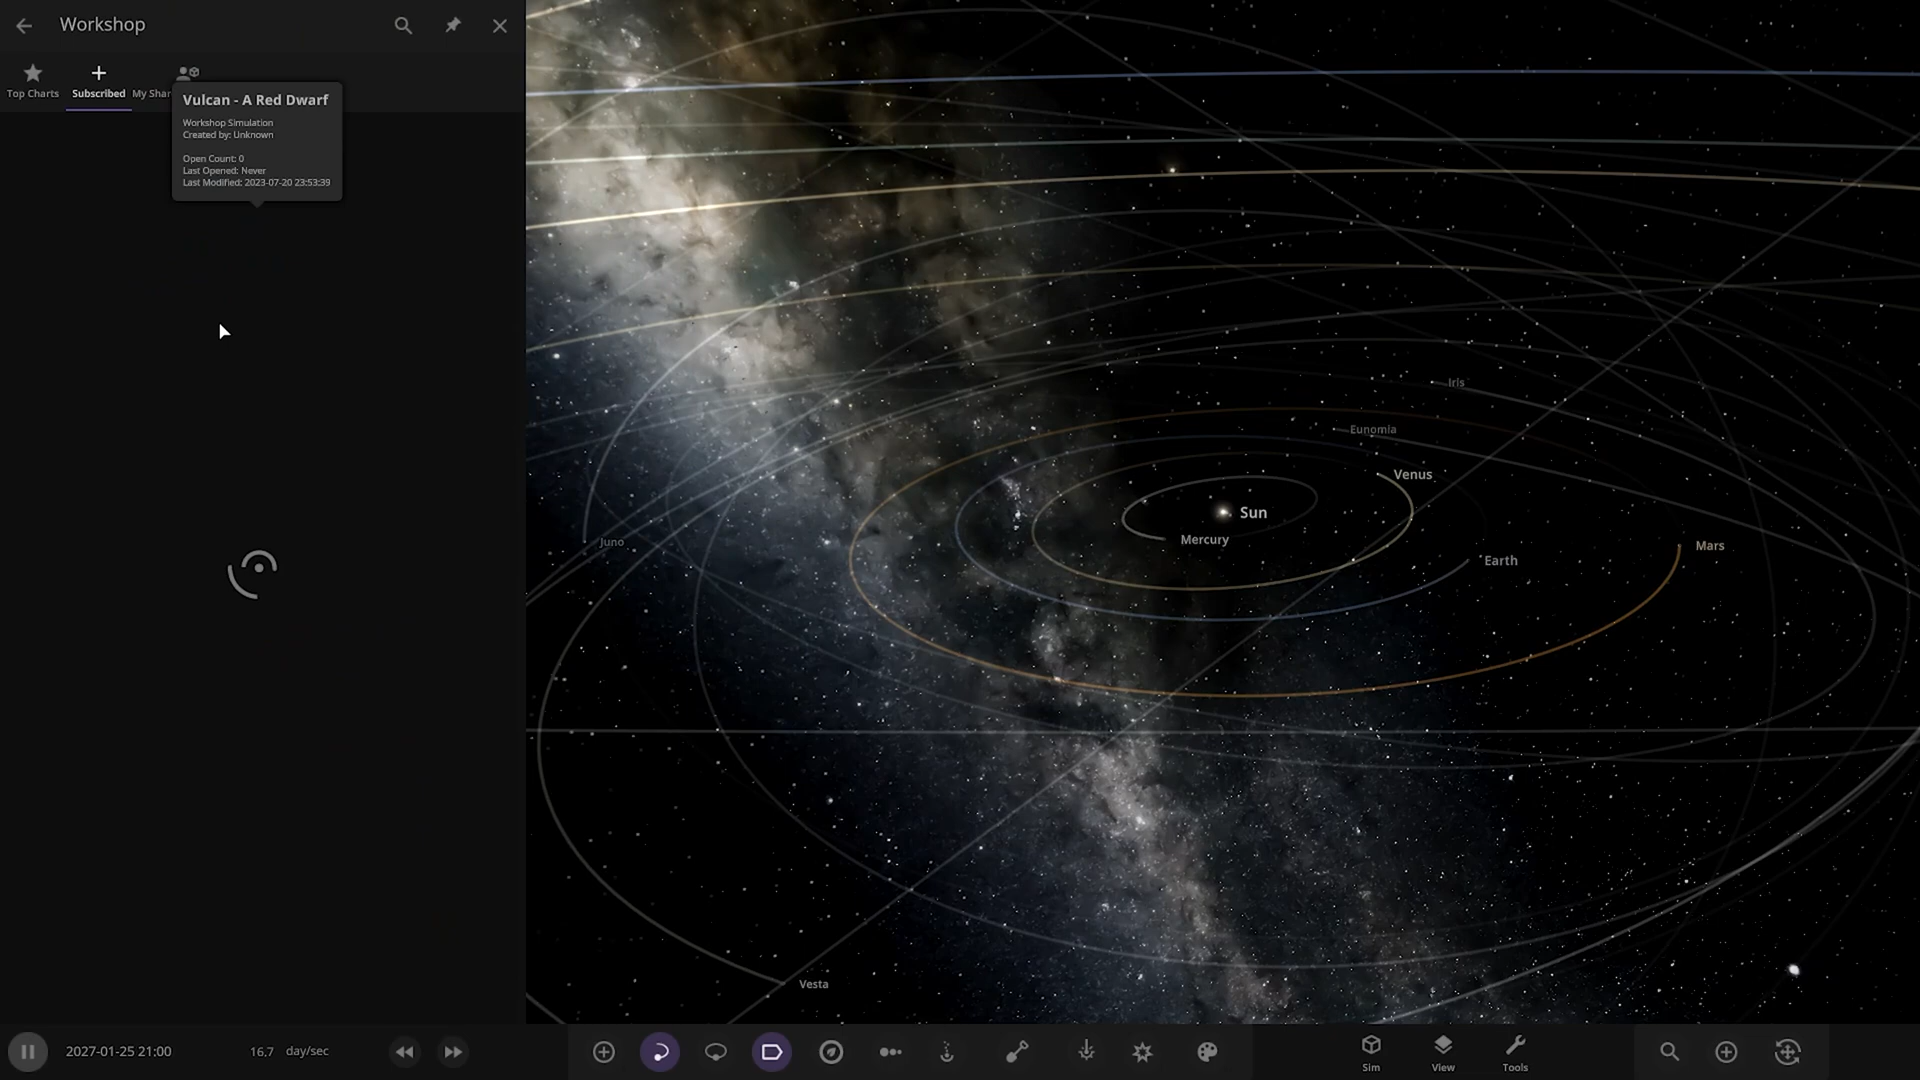 Workshop
Top Charts
Subscribed
My Shar
Vulcan - A Red Dwarf
Workshop Simulation
Created by: Unknown
Open Count: 0
Last Opened: Never
Last Modified: 2023-07-20 23:53:39
Iris
Eunomia
Venus
Sun
Mercury
Juno
Mars
Earth
Vesta
2027-01-25 21:00
16,7 day/sec
Sim
View
Tools